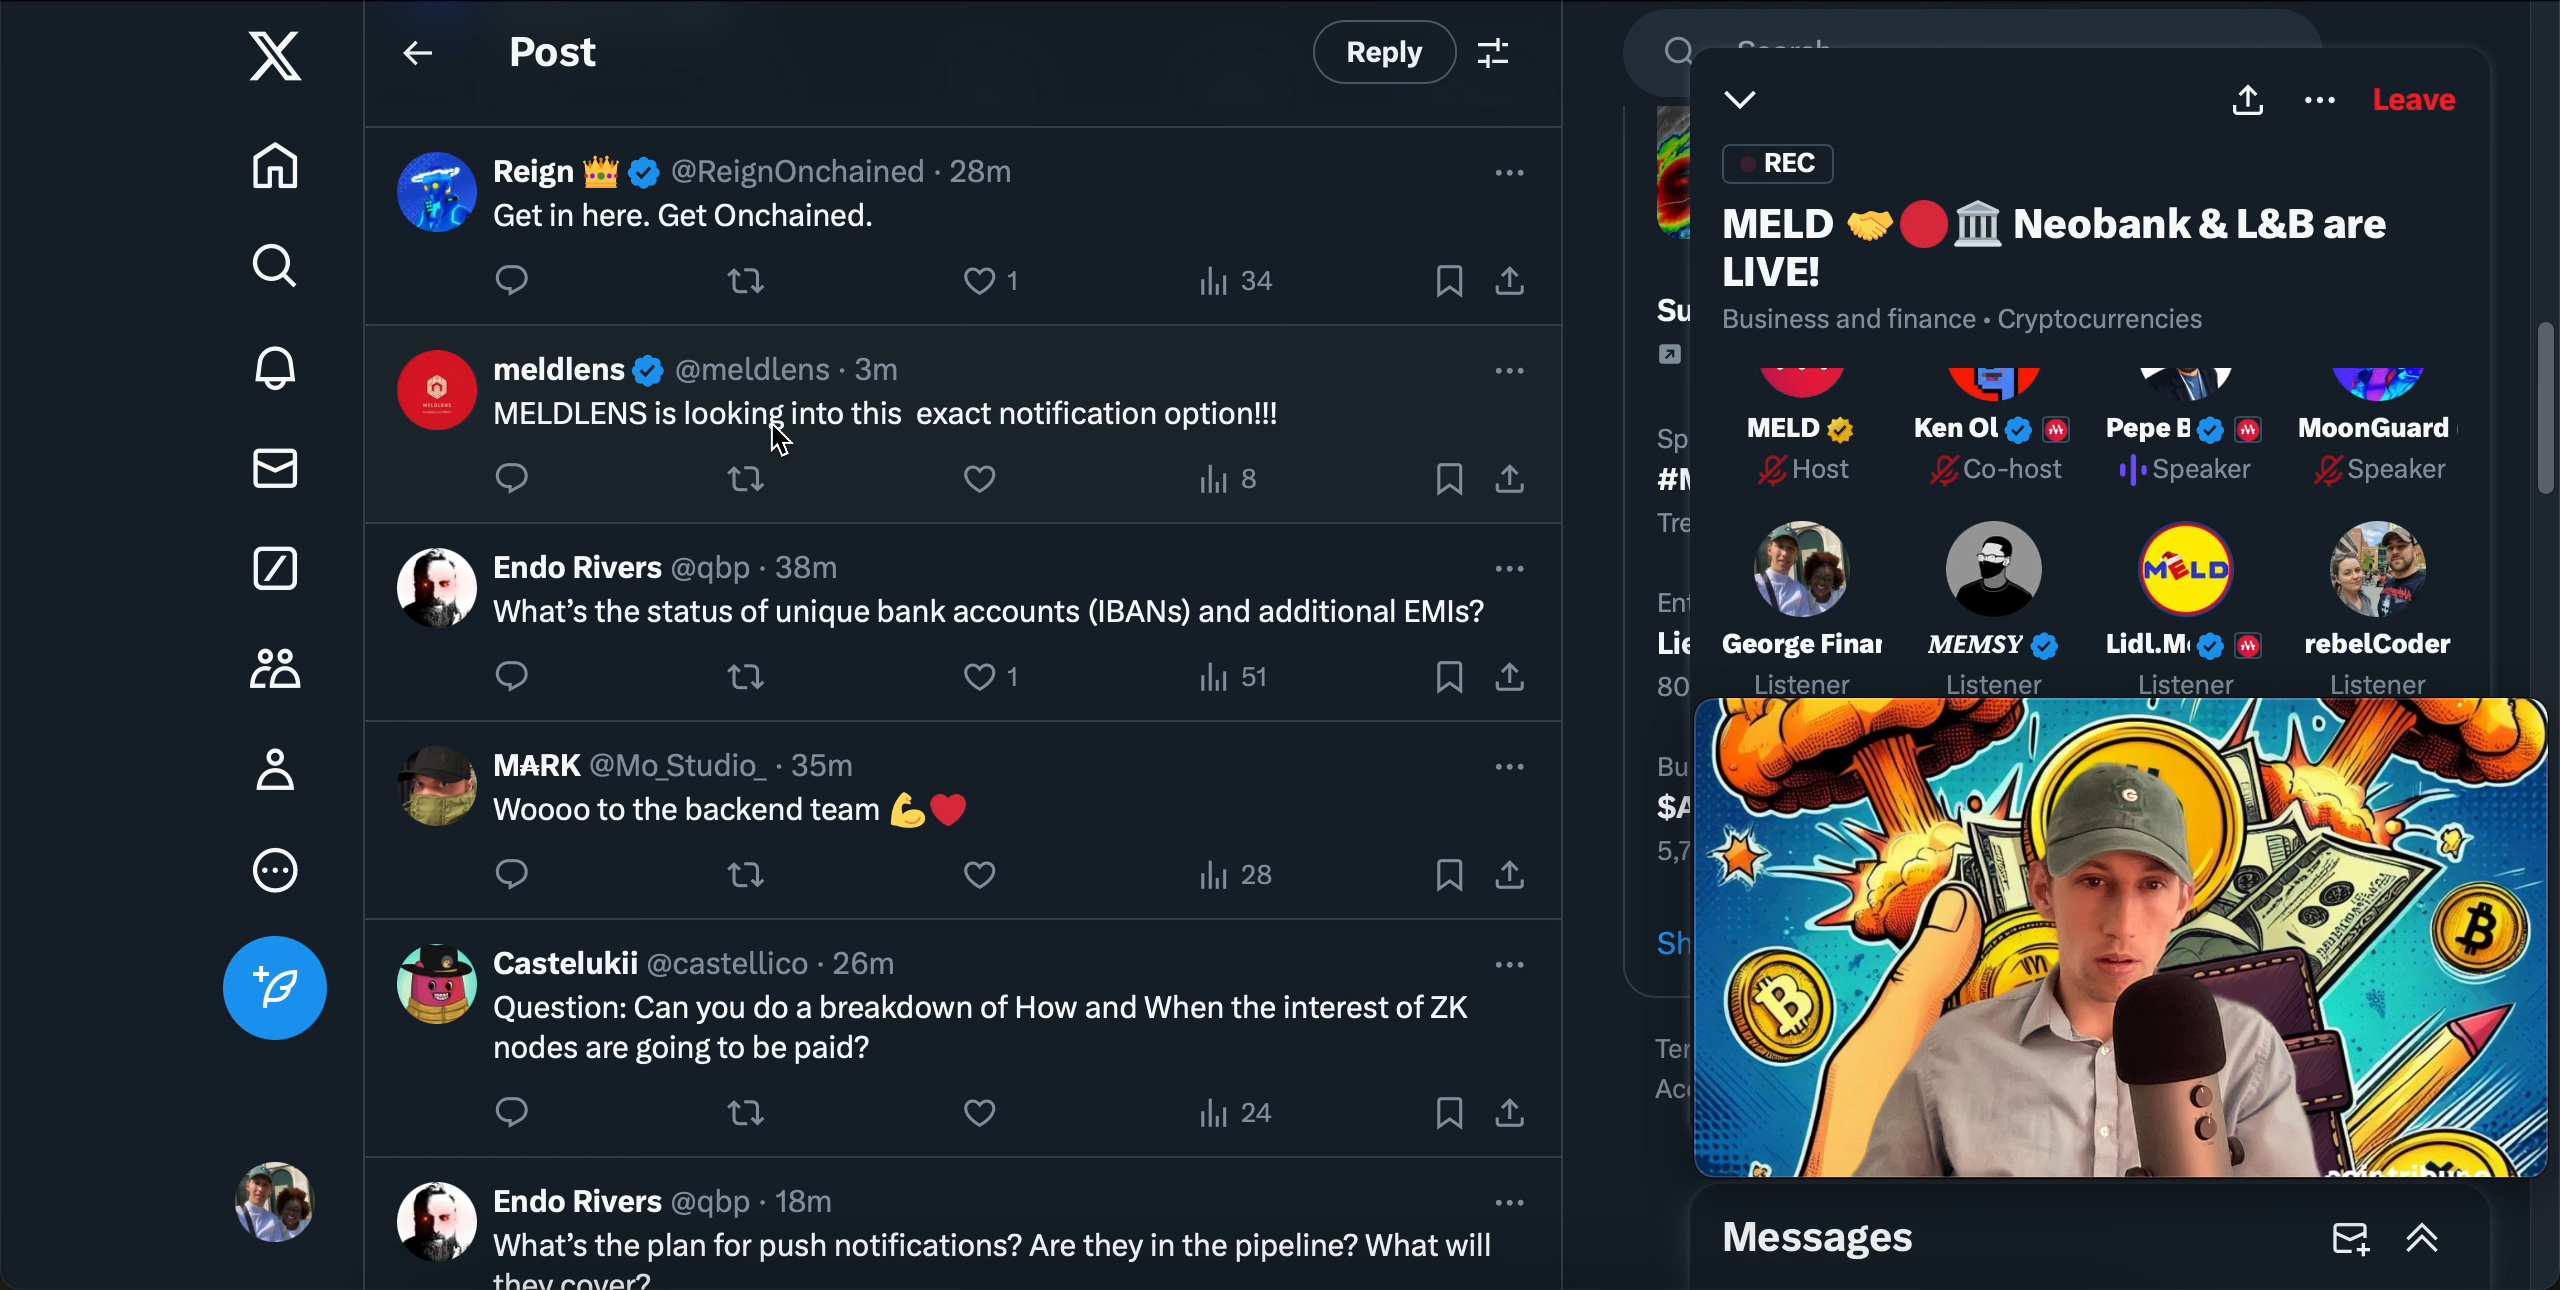 Post
Reply
Reign 👑 @ReignOnchained · 28m
Get in here. Get Onchained.
1
34
meldlens @meldlens · 3m
MELDLENS is looking into this exact notification option!!!
8
Endo Rivers @qbp · 38m
What's the status of unique bank accounts (IBANs) and additional EMIs?
1
51
M₳RK @Mo_Studio_ · 35m
Woooo to the backend team 💪❤️
28
Castelukii @castellico · 26m
Question: Can you do a breakdown of How and When the interest of ZK
nodes are going to be paid?
24
Endo Rivers @qbp · 18m
What's the plan for push notifications? Are they in the pipeline? What will
they cover?
Search
Leave
REC
MELD 🤝🔴🏛️ Neobank & L&B are
LIVE!
Business and finance • Cryptocurrencies
MELD
Host
Ken Ol
Co-host
Pepe B
Speaker
MoonGuard
Speaker
MELD
George Finar
Listener
MEMSY
Listener
Lidl.M
Listener
rebelCoder
Listener
Su
Sp
#M
Tre
Ent
Lie
80
Bu
$A
5,7
Sh
Ter
Ac
Messages